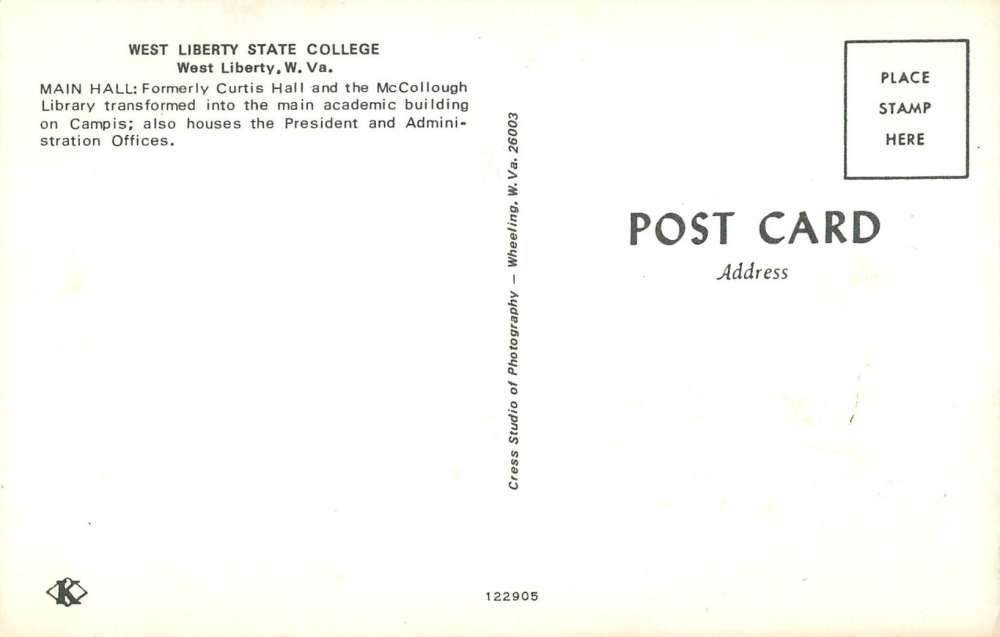 WEST LIBERTY STATE COLLEGE
West Liberty, W. Va.
MAIN HALL: Formerly Curtis Hall and the McCollough
Library transformed into the main academic building
on Campis; also houses the President and Admini-
stration Offices.
Cress Studio of Photography — Wheeling, W. Va. 26003
PLACE
STAMP
HERE
POST CARD
Address
K
122905